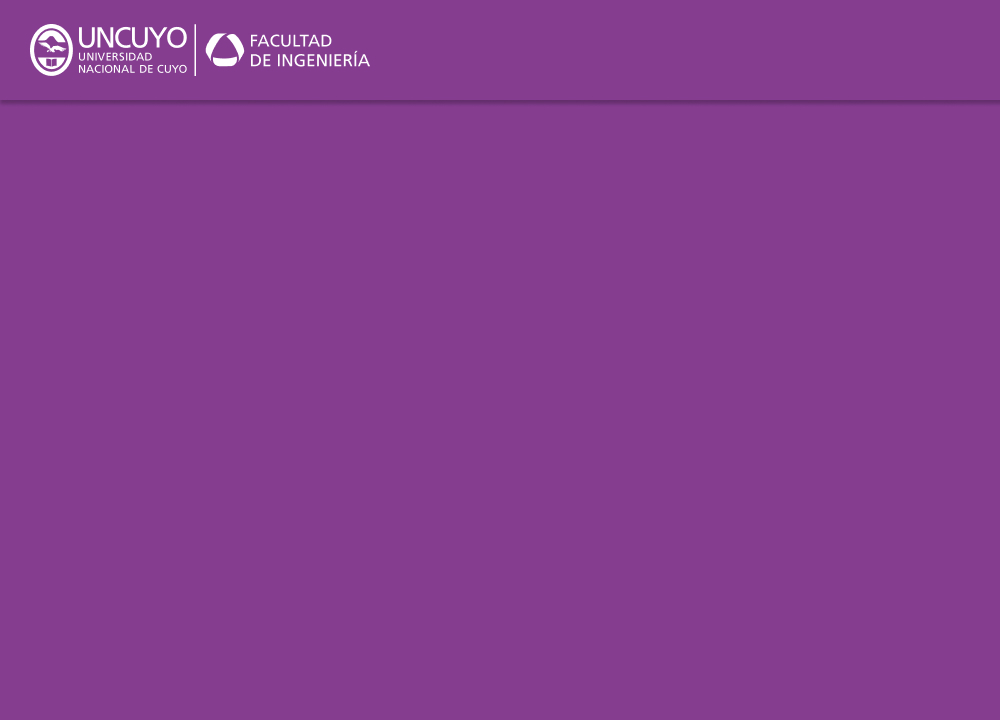 UNCUYO
UNIVERSIDAD
NACIONAL DE CUYO
FACULTAD
DE INGENIERÍA